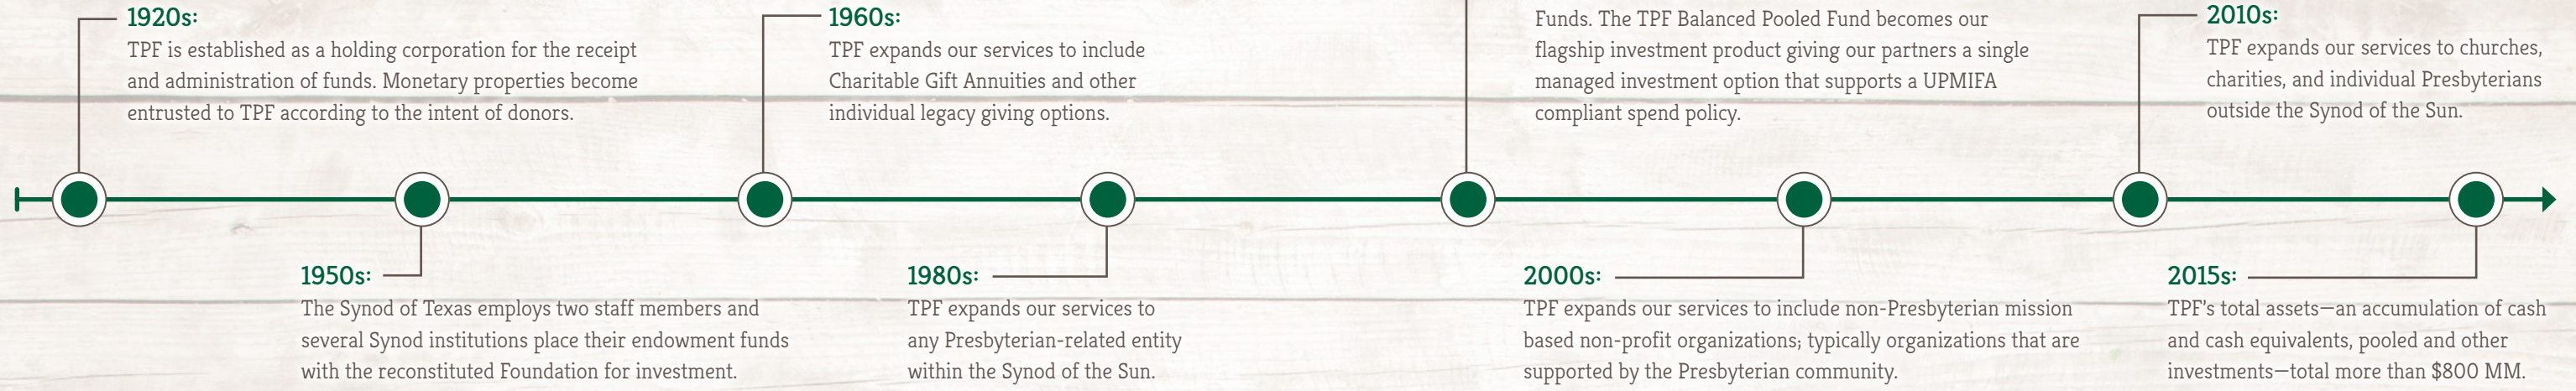 1920s:
TPF is established as a holding corporation for the receipt
and administration of funds. Monetary properties become
entrusted to TPF according to the intent of donors.
1950s:
The Synod of Texas employs two staff members and
several Synod institutions place their endowment funds
with the reconstituted Foundation for investment.
1960s:
TPF expands our services to include
Charitable Gift Annuities and other
individual legacy giving options.
1980s:
TPF expands our services to
any Presbyterian-related entity
within the Synod of the Sun.
Funds. The TPF Balanced Pooled Fund becomes our
flagship investment product giving our partners a single
managed investment option that supports a UPMIFA
compliant spend policy.
2000s:
TPF expands our services to include non-Presbyterian mission
based non-profit organizations; typically organizations that are
supported by the Presbyterian community.
2010s:
TPF expands our services to churches,
charities, and individual Presbyterians
outside the Synod of the Sun.
2015s:
TPF's total assets—an accumulation of cash
and cash equivalents, pooled and other
investments—total more than $800 MM.